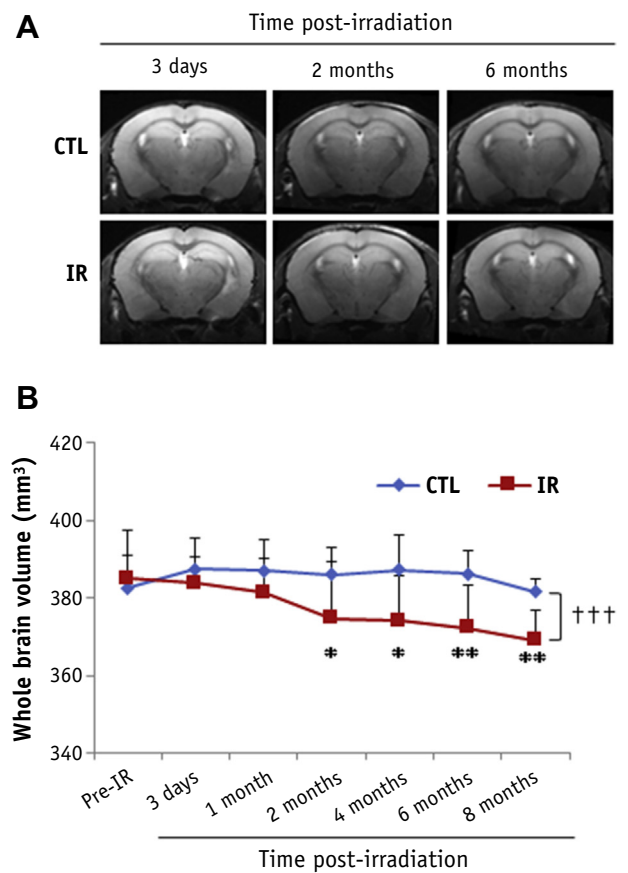 A
Time post-irradiation
3 days 2 months 6 months
CTL
IR
B
Whole brain volume (mm³)
420
400
380
360
340
CTL IR
†††
* * ** **
Pre-IR 3 days 1 month 2 months 4 months 6 months 8 months
Time post-irradiation